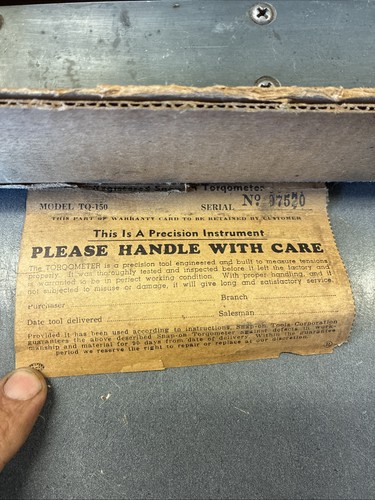 Registered Snap-on Torqometer
MODEL TQ-150 SERIAL Nº 07520
THIS PART OF WARRANTY CARD TO BE RETAINED BY CUSTOMER
This Is A Precision Instrument
PLEASE HANDLE WITH CARE
The TORQOMETER is a precision tool engineered and built to measure tensions
properly. It was thoroughly tested and inspected before it left the factory and
is warranted to be in perfect working condition. With proper handling, and if
not subjected to misuse or damage, it will give long and satisfactory service.
Purchaser Branch
Date tool delivered Salesman
Provided it has been used according to instructions, Snap-on Tools Corporation
guarantees the above described Snap-on Torqometer against defects in work-
manship and material for 90 days from date of delivery. Within the guarantee
period we reserve the right to repair or replace at our discretion.